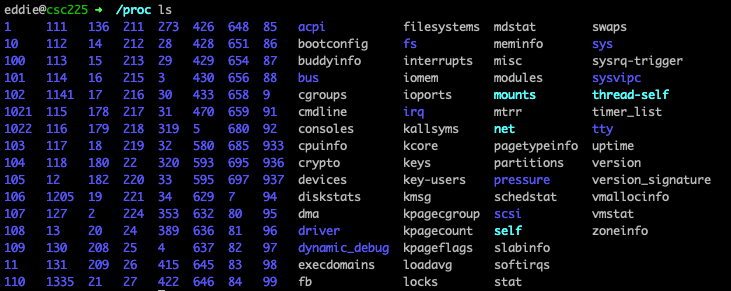 eddie@csc225 → /proc ls
1 111 136 211 273 426 648 85 acpi filesystems mdstat swaps
10 112 14 212 28 428 651 86 bootconfig fs meminfo sys
100 113 15 213 29 429 654 87 buddyinfo interrupts misc sysrq-trigger
101 114 16 215 3 430 656 88 bus iomem modules sysvipc
102 1141 17 216 30 433 658 9 cgroups ioports mounts thread-self
1021 115 178 217 31 470 659 91 cmdline irq mtrr timer_list
1022 116 179 218 319 5 680 92 consoles kallsyms net tty
103 117 18 219 32 580 685 933 cpuinfo kcore pagetypeinfo uptime
104 118 180 22 320 593 695 936 crypto keys partitions version
105 12 182 220 33 595 697 937 devices key-users pressure version_signature
106 1205 19 221 34 629 7 94 diskstats kmsg schedstat vmallocinfo
107 127 2 224 353 632 80 95 dma kpagecgroup scsi vmstat
108 13 20 24 389 636 81 96 driver kpagecount self zoneinfo
109 130 208 25 4 637 82 97 dynamic_debug kpageflags slabinfo
11 131 209 26 415 645 83 98 execdomains loadavg softirqs
110 1335 21 27 422 646 84 99 fb locks stat